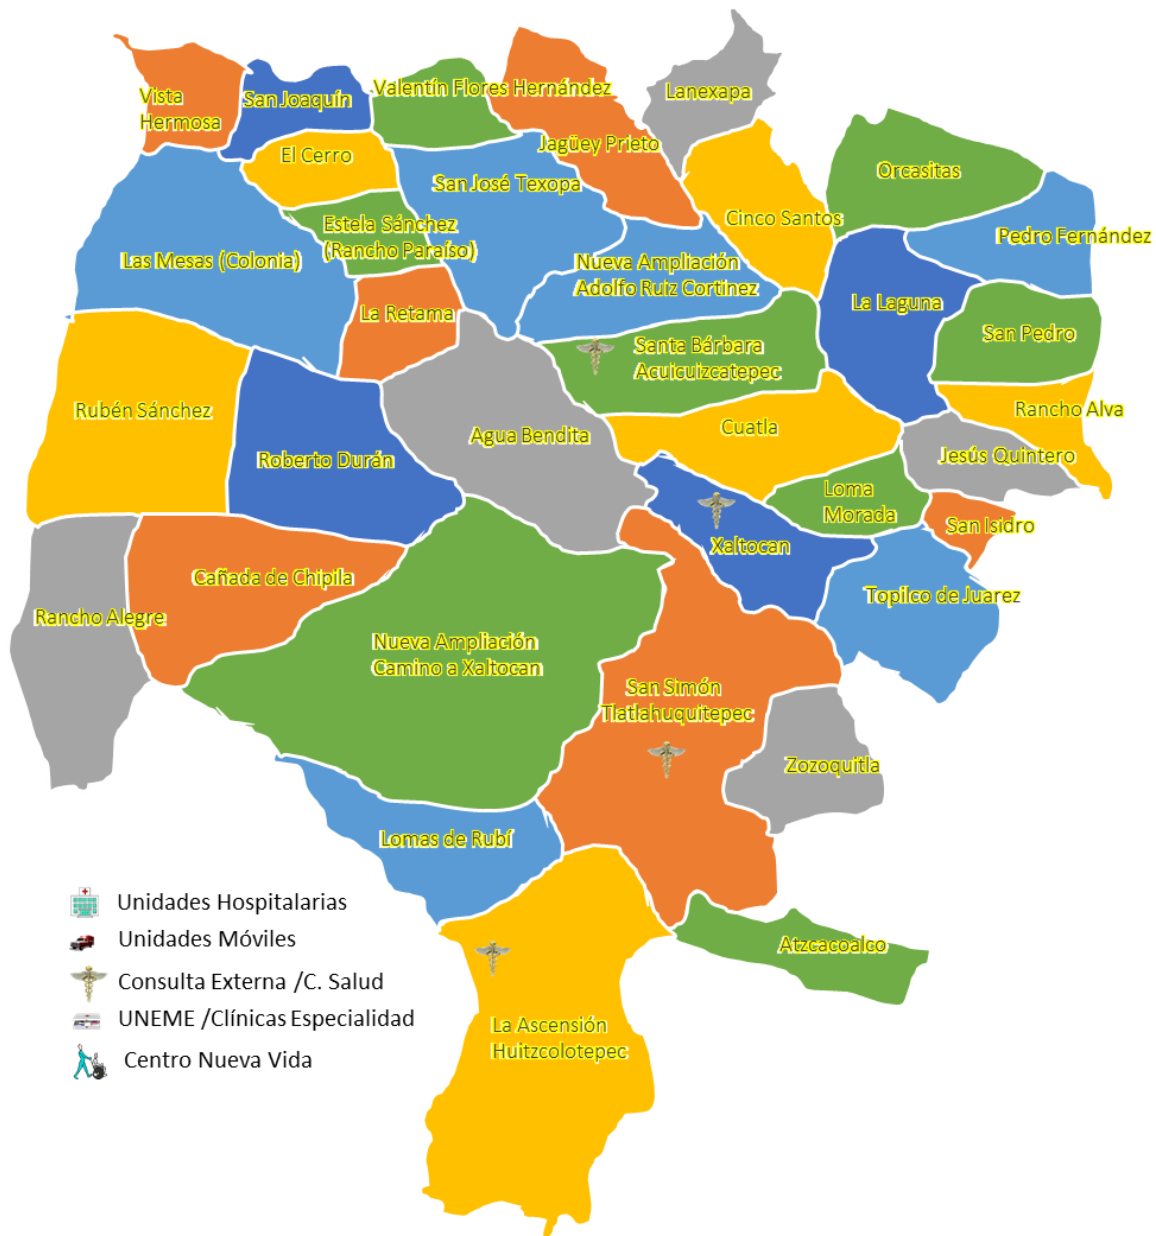 Vista
Hermosa
San Joaquín
Valentín Flores Hernández
Lanexapa
El Cerro
Jagüey Prieto
San José Texopa
Orcasitas
Estela Sánchez
(Rancho Paraíso)
Cinco Santos
Pedro Fernández
Las Mesas (Colonia)
Nueva Ampliación
Adolfo Ruiz Cortinez
La Retama
La Laguna
Santa Bárbara
Acuicuizcatepec
San Pedro
Rubén Sánchez
Agua Bendita
Cuatla
Rancho Alva
Roberto Durán
Jesús Quintero
Loma
Morada
San Isidro
Xaltocan
Cañada de Chipila
Topilco de Juarez
Rancho Alegre
Nueva Ampliación
Camino a Xaltocan
San Simón
Tlatlahuquitepec
Zozoquitla
Lomas de Rubí
Atzcacoalco
La Ascensión
Huitzcolotepec
Unidades Hospitalarias
Unidades Móviles
Consulta Externa /C. Salud
UNEME /Clínicas Especialidad
Centro Nueva Vida